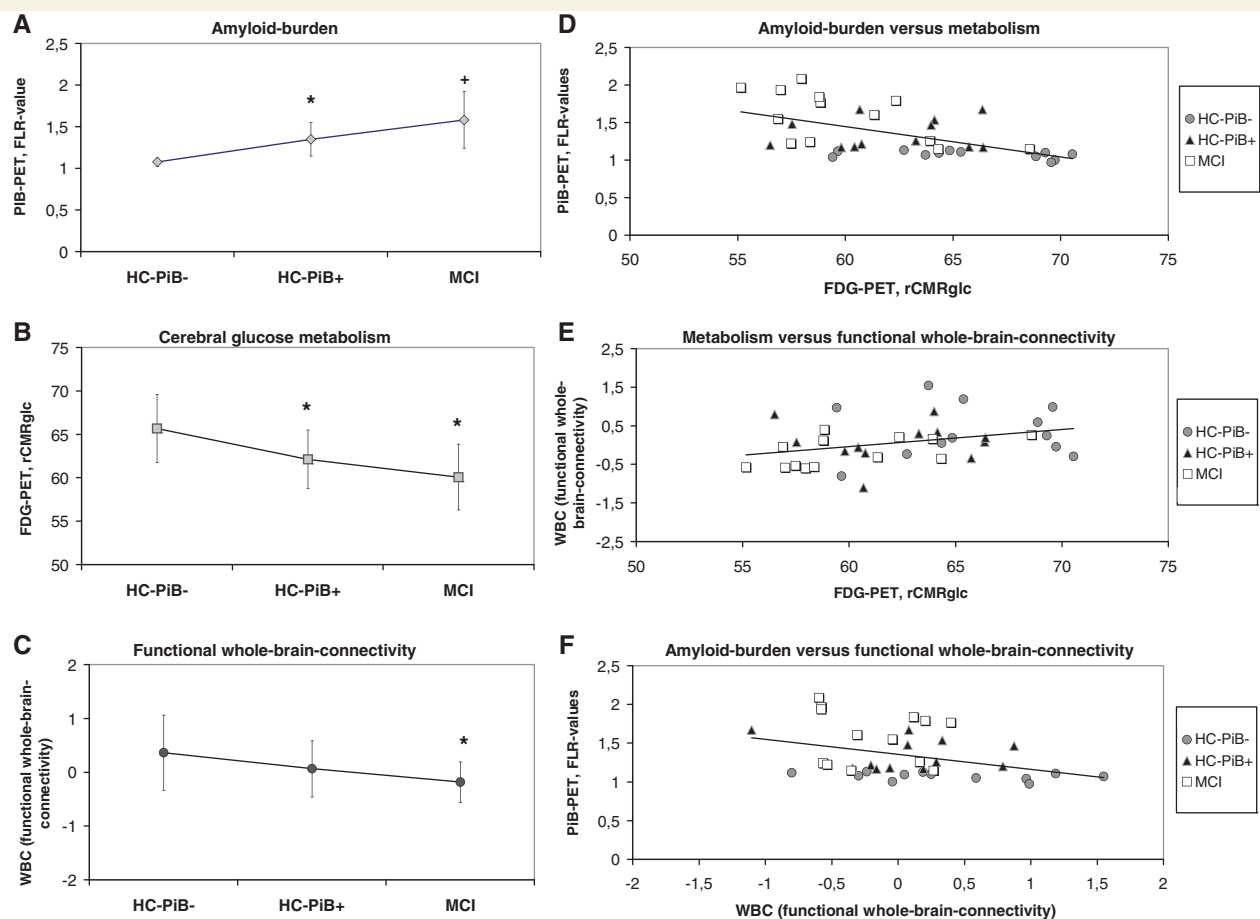 A
Amyloid-burden
2,5
2
1,5
1
0,5
0
PIB-PET, FLR-value
*
+
HC-PiB-
HC-PiB+
MCI
B
Cerebral glucose metabolism
75
70
65
60
55
50
FDG-PET, rCMRglc
*
*
HC-PiB-
HC-PiB+
MCI
C
Functional whole-brain-connectivity
2
1
0
-1
-2
WBC (functional whole-brain-
connectivity)
*
HC-PiB-
HC-PiB+
MCI
D
Amyloid-burden versus metabolism
2,5
2
1,5
1
0,5
0
PiB-PET, FLR-values
50
55
60
65
70
75
FDG-PET, rCMRglc
HC-PiB-
HC-PiB+
MCI
E
Metabolism versus functional whole-brain-connectivity
2,5
1,5
0,5
-0,5
-1,5
-2,5
WBC (functional whole-
brain-connectivity)
50
55
60
65
70
75
FDG-PET, rCMRglc
HC-PiB-
HC-PiB+
MCI
F
Amyloid-burden versus functional whole-brain-connectivity
2,5
2
1,5
1
0,5
0
PiB-PET, FLR-values
-2
-1,5
-1
-0,5
0
0,5
1
1,5
2
WBC (functional whole-brain-connectivity)
HC-PiB-
HC-PiB+
MCI